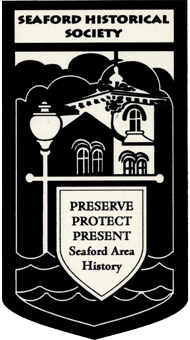 SEAFORD HISTORICAL
SOCIETY
PRESERVE
PROTECT
PRESENT
Seaford Area
History